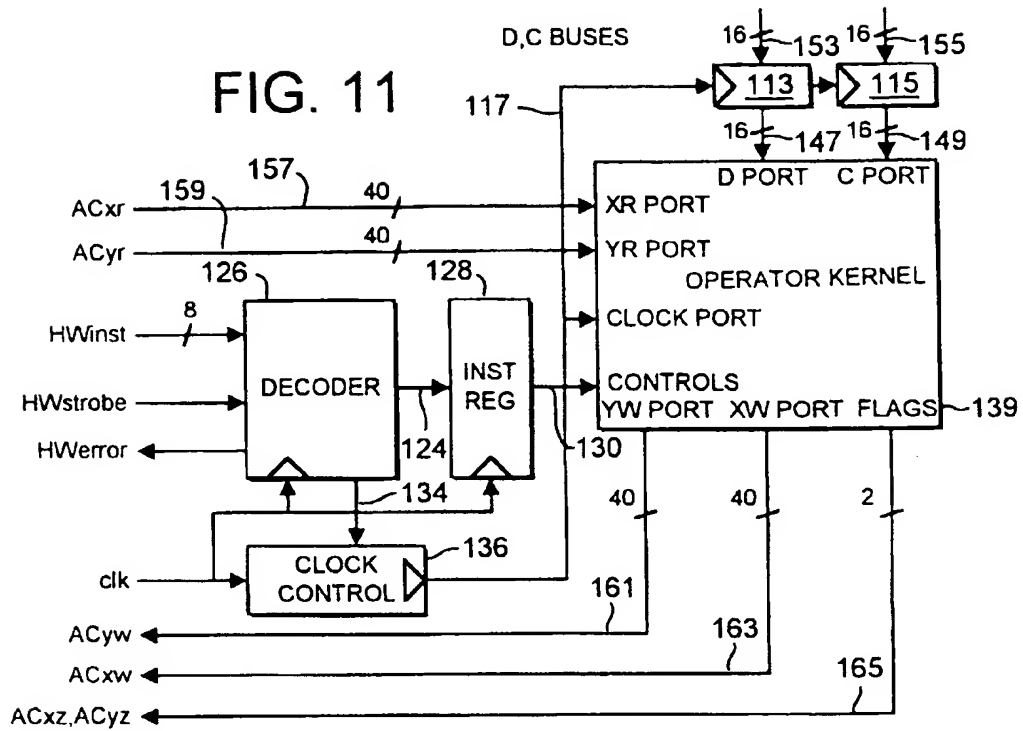 D,C BUSES
16
153
16
155
FIG. 11
117
113
115
16
147
16
149
D PORT
C PORT
157
40
ACxr
XR PORT
159
40
ACyr
YR PORT
126
128
OPERATOR KERNEL
8
HWinst
CLOCK PORT
DECODER
INST
REG
CONTROLS
HWstrobe
YW PORT
XW PORT
FLAGS
139
HWerror
124
130
134
40
40
2
136
clk
CLOCK
CONTROL
161
ACyw
163
ACxw
165
ACxz,ACyz